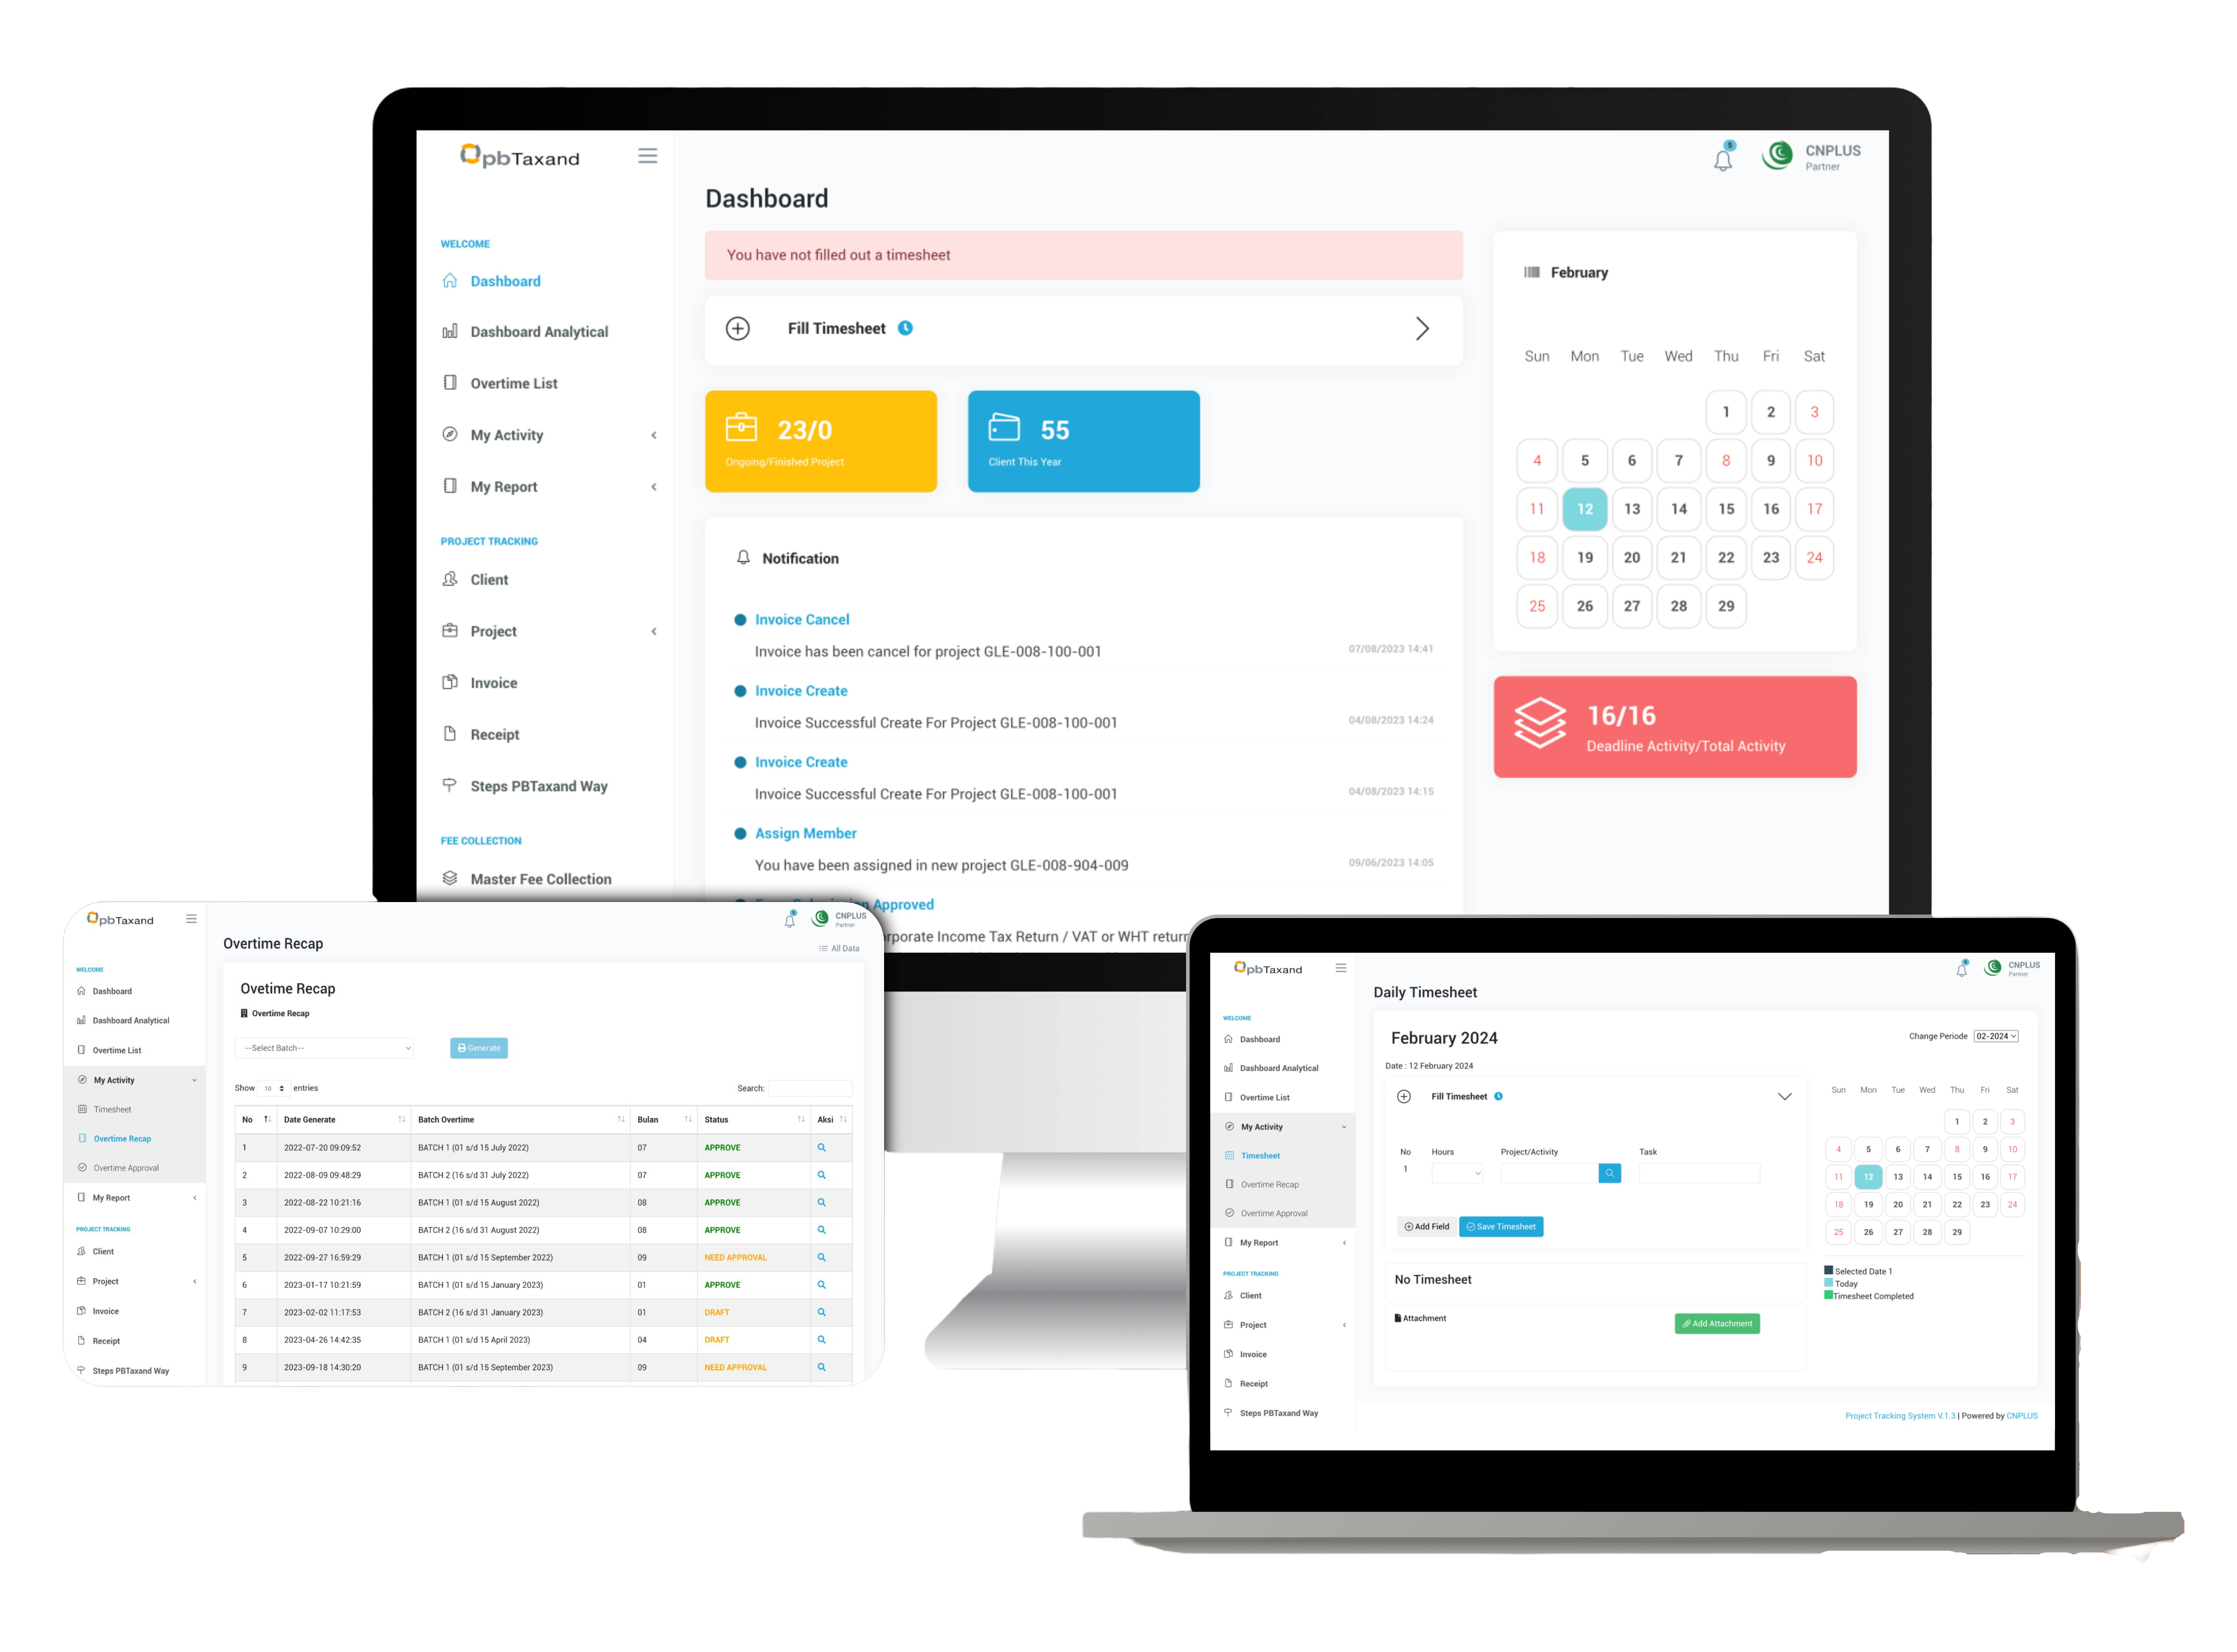 pbTaxand
5
CNPLUS
Partner
Dashboard
WELCOME
Dashboard
Dashboard Analytical
Overtime List
My Activity
My Report
PROJECT TRACKING
Client
Project
Invoice
Receipt
Steps PBTaxand Way
FEE COLLECTION
Master Fee Collection
You have not filled out a timesheet
Fill Timesheet
23/0
Ongoing/Finished Project
55
Client This Year
Notification
Invoice Cancel
Invoice has been cancel for project GLE-008-100-001 07/08/2023 14:41
Invoice Create
Invoice Successful Create For Project GLE-008-100-001 04/08/2023 14:24
Invoice Create
Invoice Successful Create For Project GLE-008-100-001 04/08/2023 14:15
Assign Member
You have been assigned in new project GLE-008-904-009 09/06/2023 14:05
Approved
Income Tax Return / VAT or WHT return
February
Sun Mon Tue Wed Thu Fri Sat
1 2 3
4 5 6 7 8 9 10
11 12 13 14 15 16 17
18 19 20 21 22 23 24
25 26 27 28 29
16/16
Deadline Activity/Total Activity
pbTaxand
CNPLUS
Partner
Overtime Recap
All Data
WELCOME
Dashboard
Dashboard Analytical
Overtime List
My Activity
Timesheet
Overtime Recap
Overtime Approval
My Report
PROJECT TRACKING
Client
Project
Invoice
Receipt
Steps PBTaxand Way
Ovetime Recap
Overtime Recap
--Select Batch--
Generate
Show 10 entries
Search:
No Date Generate Batch Overtime Bulan Status Aksi
1 2022-07-20 09:09:52 BATCH 1 (01 s/d 15 July 2022) 07 APPROVE
2 2022-08-09 09:48:29 BATCH 2 (16 s/d 31 July 2022) 07 APPROVE
3 2022-08-22 10:21:16 BATCH 1 (01 s/d 15 August 2022) 08 APPROVE
4 2022-09-07 10:29:00 BATCH 2 (16 s/d 31 August 2022) 08 APPROVE
5 2022-09-27 16:59:29 BATCH 1 (01 s/d 15 September 2022) 09 NEED APPROVAL
6 2023-01-17 10:21:59 BATCH 1 (01 s/d 15 January 2023) 01 APPROVE
7 2023-02-02 11:17:53 BATCH 2 (16 s/d 31 January 2023) 01 DRAFT
8 2023-04-26 14:42:35 BATCH 1 (01 s/d 15 April 2023) 04 DRAFT
9 2023-09-18 14:30:20 BATCH 1 (01 s/d 15 September 2023) 09 NEED APPROVAL
pbTaxand
CNPLUS
Partner
Daily Timesheet
WELCOME
Dashboard
Dashboard Analytical
Overtime List
My Activity
Timesheet
Overtime Recap
Overtime Approval
My Report
PROJECT TRACKING
Client
Project
Invoice
Receipt
Steps PBTaxand Way
February 2024
Change Periode 02-2024
Date : 12 February 2024
Fill Timesheet
No Hours Project/Activity Task
1
Add Field Save Timesheet
No Timesheet
Attachment
Add Attachment
Sun Mon Tue Wed Thu Fri Sat
1 2 3
4 5 6 7 8 9 10
11 12 13 14 15 16 17
18 19 20 21 22 23 24
25 26 27 28 29
Selected Date 1
Today
Timesheet Completed
Project Tracking System V.1.3 | Powered by CNPLUS